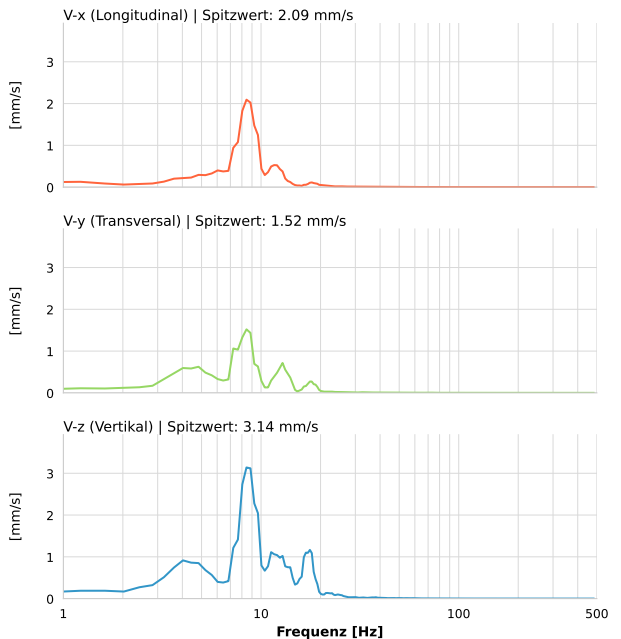 V-x (Longitudinal) | Spitzwert: 2.09 mm/s
[mm/s]
3
2
1
0
V-y (Transversal) | Spitzwert: 1.52 mm/s
[mm/s]
3
2
1
0
V-z (Vertikal) | Spitzwert: 3.14 mm/s
[mm/s]
3
2
1
0
1 10 100 500
Frequenz [Hz]